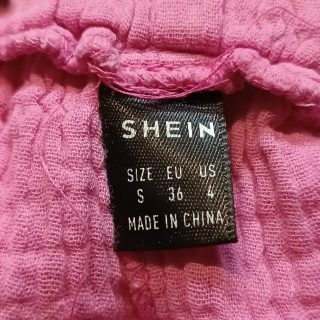 SHEIN
SIZE EU US
S 36 4
MADE IN CHINA